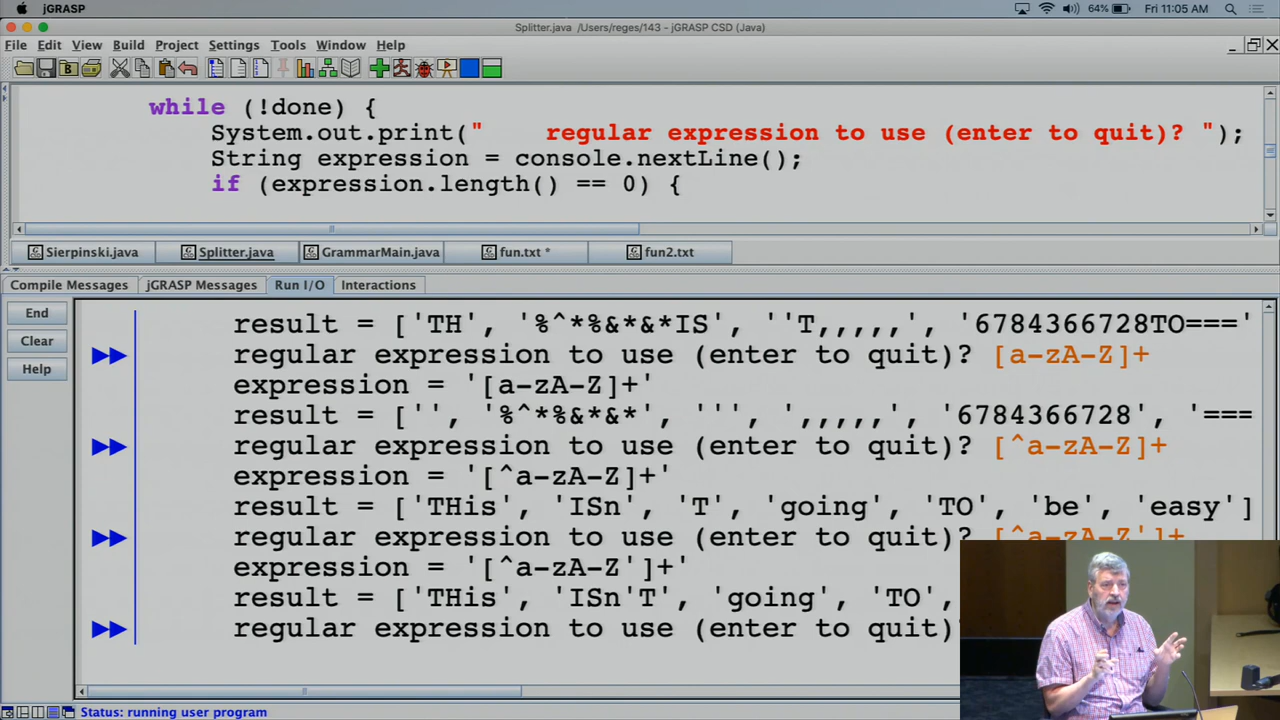 jGRASP 64% Fri 11:05 AM
Splitter.java /Users/reges/143 - jGRASP CSD (Java)
File Edit View Build Project Settings Tools Window Help
while (!done) {
System.out.print("    regular expression to use (enter to quit)? ");
String expression = console.nextLine();
if (expression.length() == 0) {
Sierpinski.java Splitter.java GrammarMain.java fun.txt * fun2.txt
Compile Messages jGRASP Messages Run I/O Interactions
End
Clear
Help
result = ['TH', '%^*%&*&*IS', ''T,,,,,', '6784366728TO==='
regular expression to use (enter to quit)? [a-zA-Z]+
expression = '[a-zA-Z]+'
result = ['', '%^*%&*&*', ''', ',,,,,', '6784366728', '===
regular expression to use (enter to quit)? [^a-zA-Z]+
expression = '[^a-zA-Z]+'
result = ['THis', 'ISn', 'T', 'going', 'TO', 'be', 'easy']
regular expression to use (enter to quit)? [^a-zA-Z']+
expression = '[^a-zA-Z']+'
result = ['THis', 'ISn'T', 'going', 'TO',
regular expression to use (enter to quit)
Status: running user program